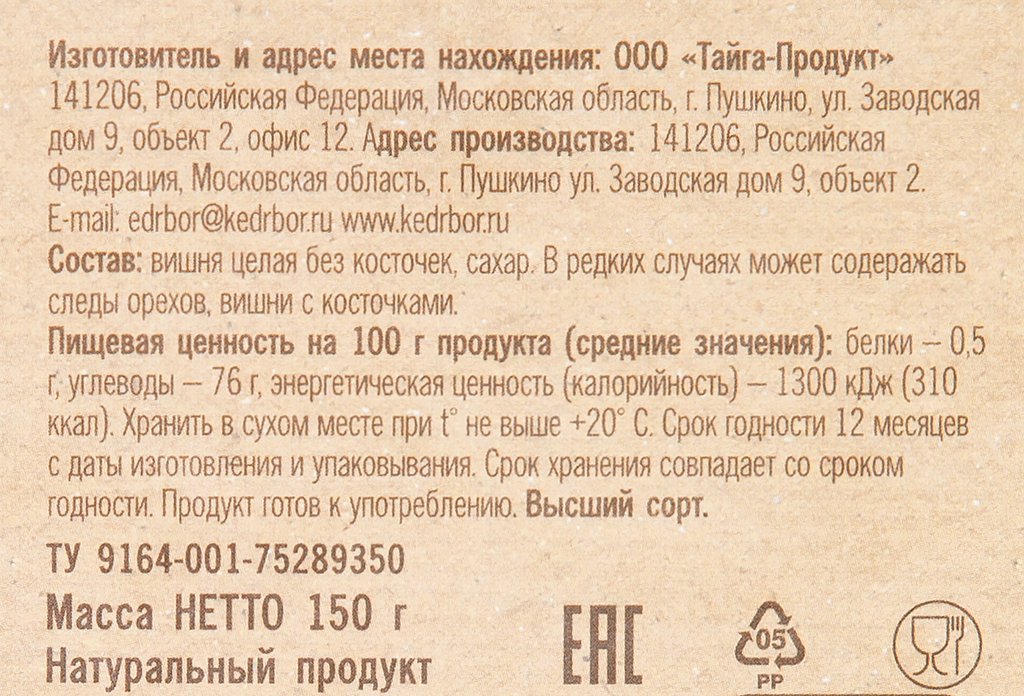 Изготовитель и адрес места нахождения: ООО «Тайга-Продукт»
141206, Российская Федерация, Московская область, г. Пушкино, ул. Заводская
дом 9, объект 2, офис 12. Адрес производства: 141206, Российская
Федерация, Московская область, г. Пушкино ул. Заводская дом 9, объект 2.
E-mail: edrbor@kedrbor.ru www.kedrbor.ru
Состав: вишня целая без косточек, сахар. В редких случаях может содеражать
следы орехов, вишни с косточками.
Пищевая ценность на 100 г продукта (средние значения): белки – 0,5
г, углеводы – 76 г, энергетическая ценность (калорийность) – 1300 кДж (310
ккал). Хранить в сухом месте при t° не выше +20° С. Срок годности 12 месяцев
с даты изготовления и упаковывания. Срок хранения совпадает со сроком
годности. Продукт готов к употреблению. Высший сорт.
ТУ 9164-001-75289350
Масса НЕТТО 150 г
Натуральный продукт
EAC
05
PP